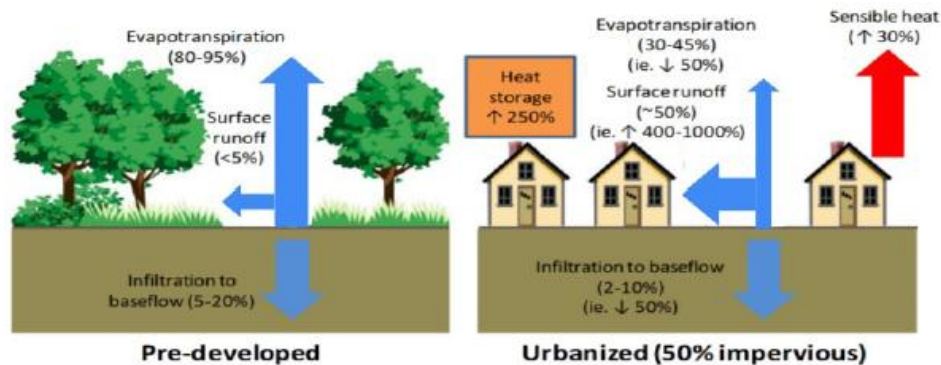 Evapotranspiration
(80-95%)
Surface
runoff
(<5%)
Infiltration to
baseflow (5-20%)
Pre-developed
Heat
storage
↑ 250%
Evapotranspiration
(30-45%)
(ie. ↓ 50%)
Surface runoff
(~50%)
(ie. ↑ 400-1000%)
Sensible heat
(↑ 30%)
Infiltration to baseflow
(2-10%)
(ie. ↓ 50%)
Urbanized (50% impervious)